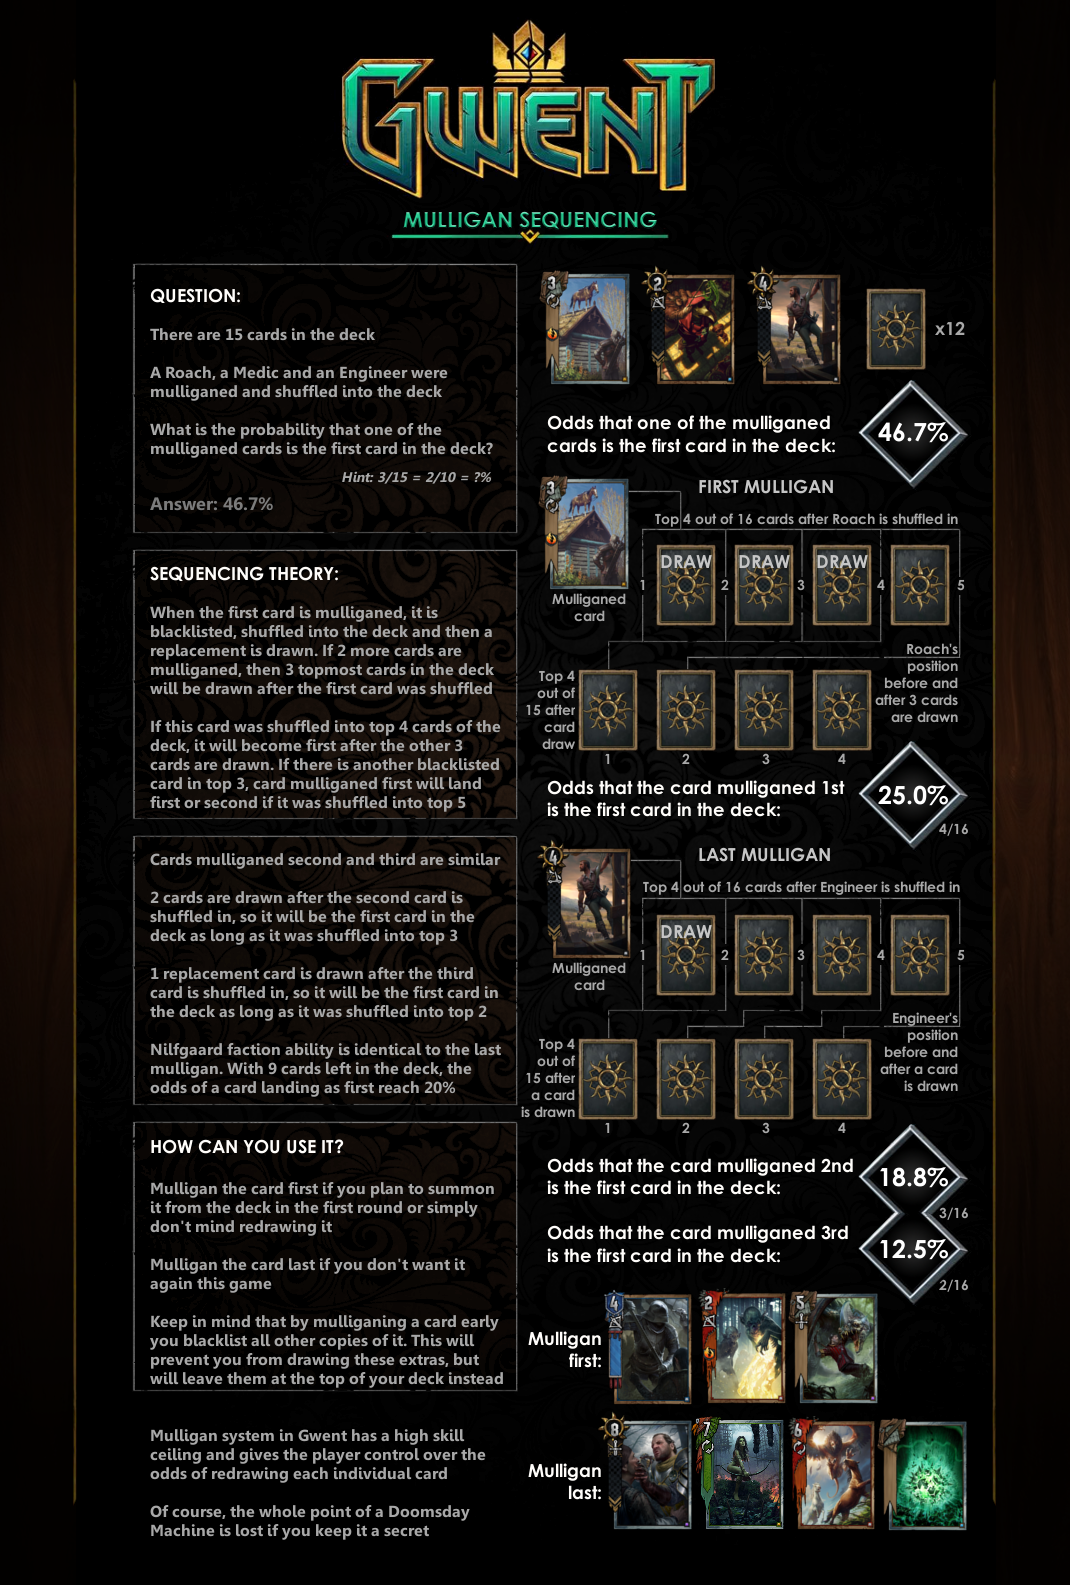 GWENT
MULLIGAN SEQUENCING
QUESTION:
There are 15 cards in the deck
A Roach, a Medic and an Engineer were
mulliganed and shuffled into the deck
What is the probability that one of the
mulliganed cards is the first card in the deck?
Hint: 3/15 = 2/10 = ?%
Answer: 46.7%
SEQUENCING THEORY:
When the first card is mulliganed, it is
blacklisted, shuffled into the deck and then a
replacement is drawn. If 2 more cards are
mulliganed, then 3 topmost cards in the deck
will be drawn after the first card was shuffled
If this card was shuffled into top 4 cards of the
deck, it will become first after the other 3
cards are drawn. If there is another blacklisted
card in top 3, card mulliganed first will land
first or second if it was shuffled into top 5
Cards mulliganed second and third are similar
2 cards are drawn after the second card is
shuffled in, so it will be the first card in the
deck as long as it was shuffled into top 3
1 replacement card is drawn after the third
card is shuffled in, so it will be the first card in
the deck as long as it was shuffled into top 2
Nilfgaard faction ability is identical to the last
mulligan. With 9 cards left in the deck, the
odds of a card landing as first reach 20%
HOW CAN YOU USE IT?
Mulligan the card first if you plan to summon
it from the deck in the first round or simply
don't mind redrawing it
Mulligan the card last if you don't want it
again this game
Keep in mind that by mulliganing a card early
you blacklist all other copies of it. This will
prevent you from drawing these extras, but
will leave them at the top of your deck instead
Mulligan system in Gwent has a high skill
ceiling and gives the player control over the
odds of redrawing each individual card
Of course, the whole point of a Doomsday
Machine is lost if you keep it a secret
3 2 4
x12
Odds that one of the mulliganed
cards is the first card in the deck:
46.7%
3
FIRST MULLIGAN
Top 4 out of 16 cards after Roach is shuffled in
DRAW DRAW DRAW
1 2 3 4 5
Mulliganed
card
Roach's
position
before and
after 3 cards
are drawn
Top 4
out of
15 after
card
draw
1 2 3 4
Odds that the card mulliganed 1st
is the first card in the deck:
25.0%
4/16
4
LAST MULLIGAN
Top 4 out of 16 cards after Engineer is shuffled in
DRAW
1 2 3 4 5
Mulliganed
card
Engineer's
position
before and
after a card
is drawn
Top 4
out of
15 after
a card
is drawn
1 2 3 4
Odds that the card mulliganed 2nd
is the first card in the deck:
18.8%
3/16
Odds that the card mulliganed 3rd
is the first card in the deck:
12.5%
2/16
Mulligan
first:
4 2 5
Mulligan
last:
8 7 6